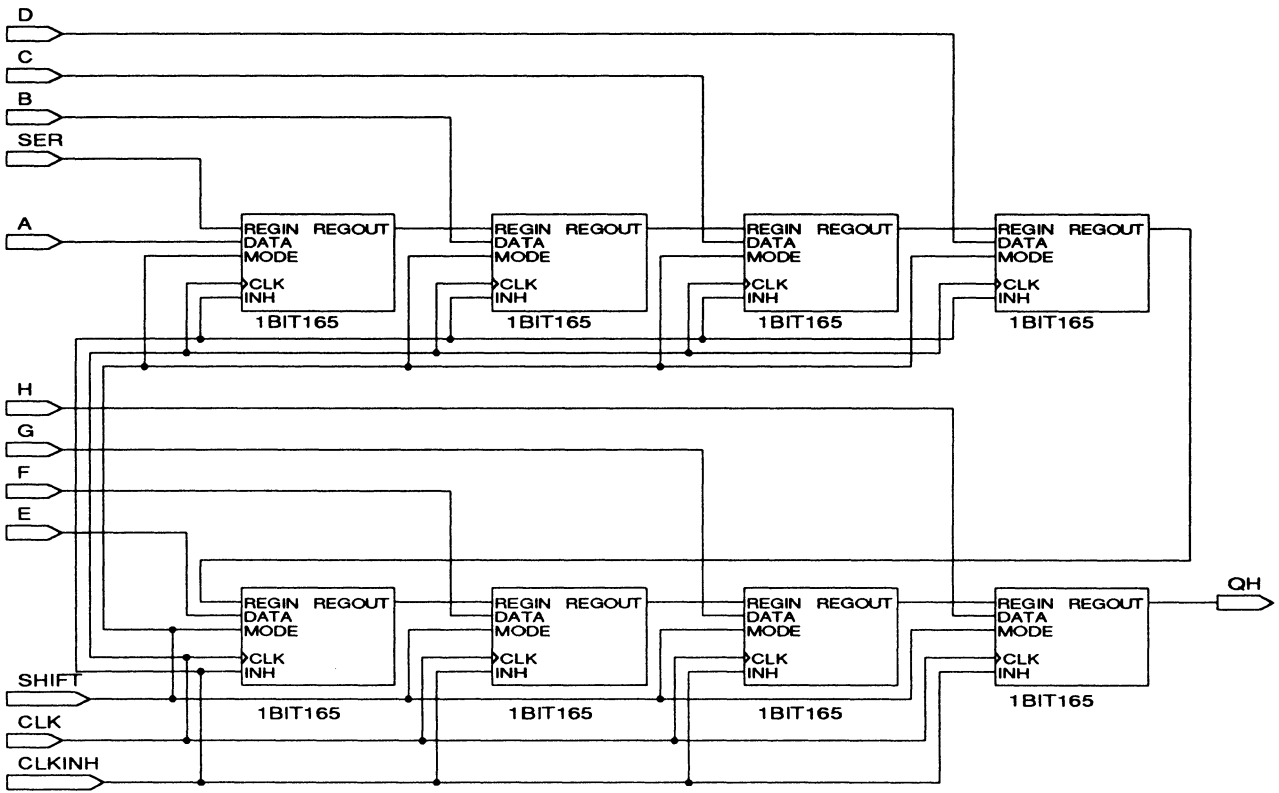 D
C
B
SER
A
REGIN REGOUT
DATA
MODE
CLK
INH
1BIT165
REGIN REGOUT
DATA
MODE
CLK
INH
1BIT165
REGIN REGOUT
DATA
MODE
CLK
INH
1BIT165
REGIN REGOUT
DATA
MODE
CLK
INH
1BIT165
H
G
F
E
REGIN REGOUT
DATA
MODE
CLK
INH
1BIT165
REGIN REGOUT
DATA
MODE
CLK
INH
1BIT165
REGIN REGOUT
DATA
MODE
CLK
INH
1BIT165
REGIN REGOUT
DATA
MODE
CLK
INH
1BIT165
QH
SHIFT
CLK
CLKINH